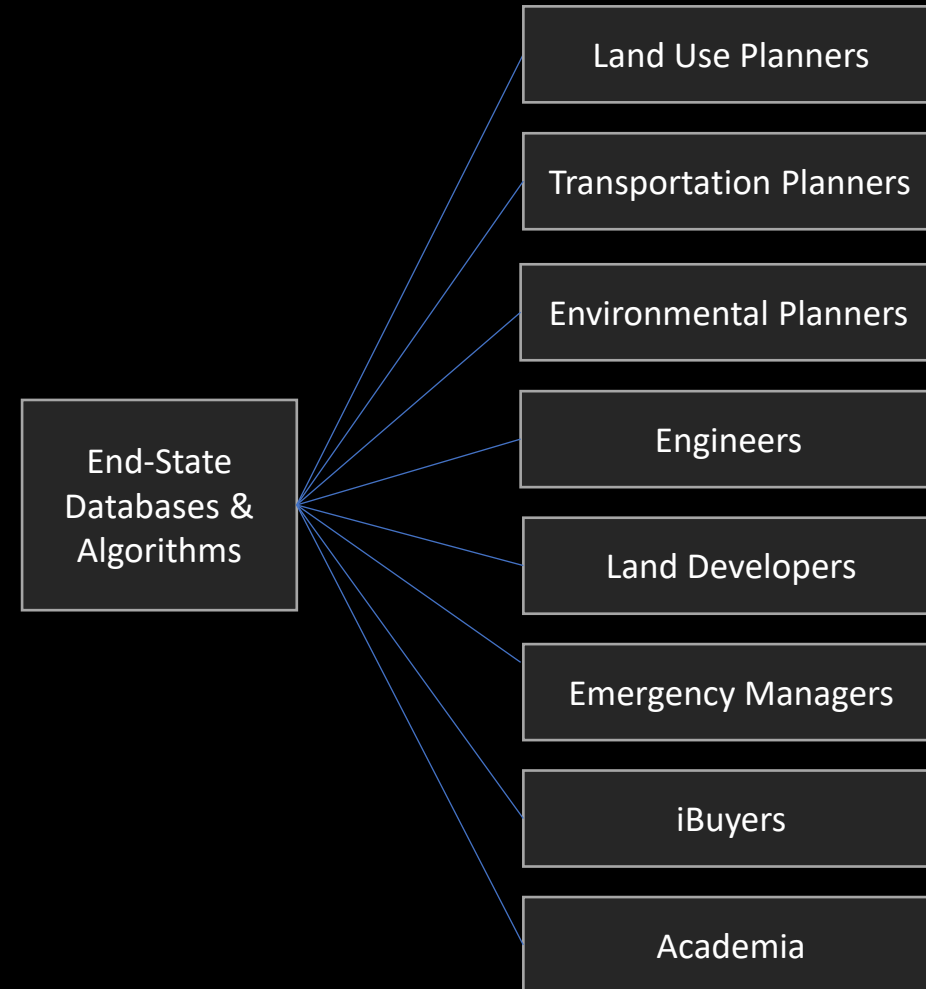 Land Use Planners
Transportation Planners
Environmental Planners
Engineers
End-State
Databases &
Algorithms
Land Developers
Emergency Managers
iBuyers
Academia